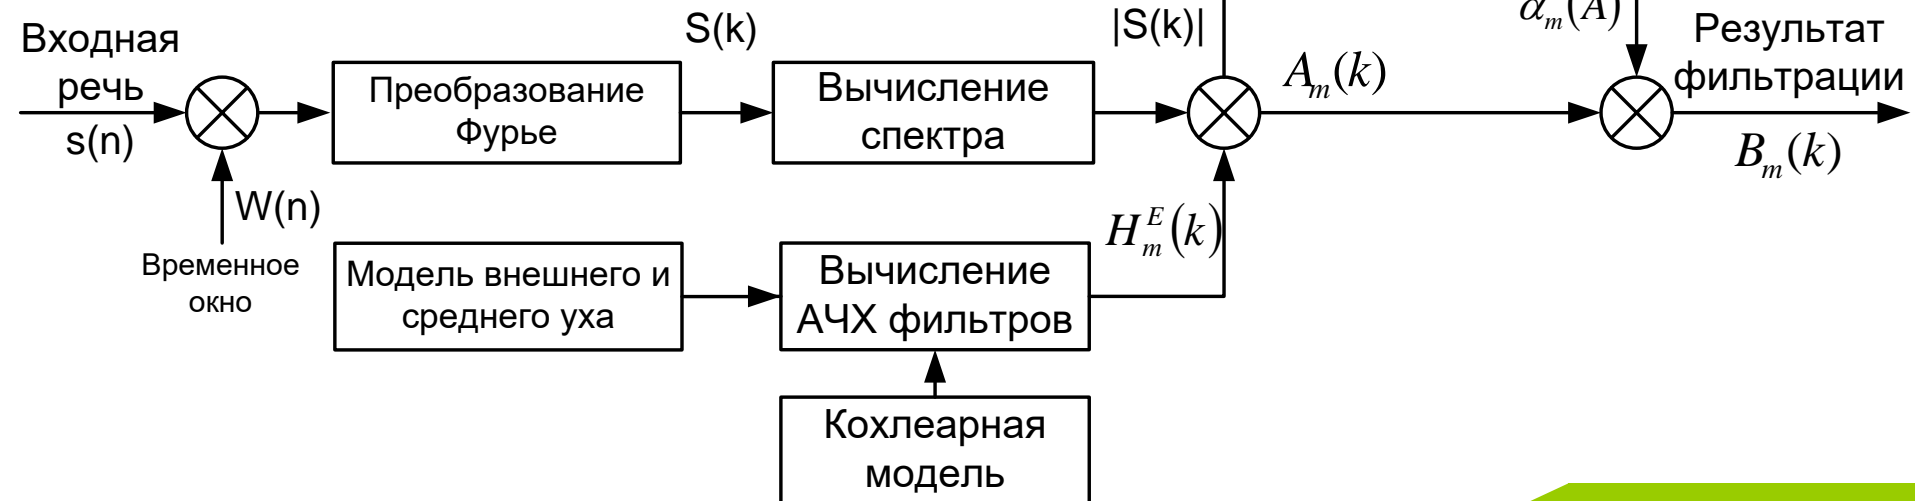 Входная
речь
s(n)
W(n)
Временное
окно
Преобразование
Фурье
S(k)
Вычисление
спектра
|S(k)|
A_m(k)
α_m(A)
Результат
фильтрации
B_m(k)
Модель внешнего и
среднего уха
Вычисление
АЧХ фильтров
H_m^E(k)
Кохлеарная
модель